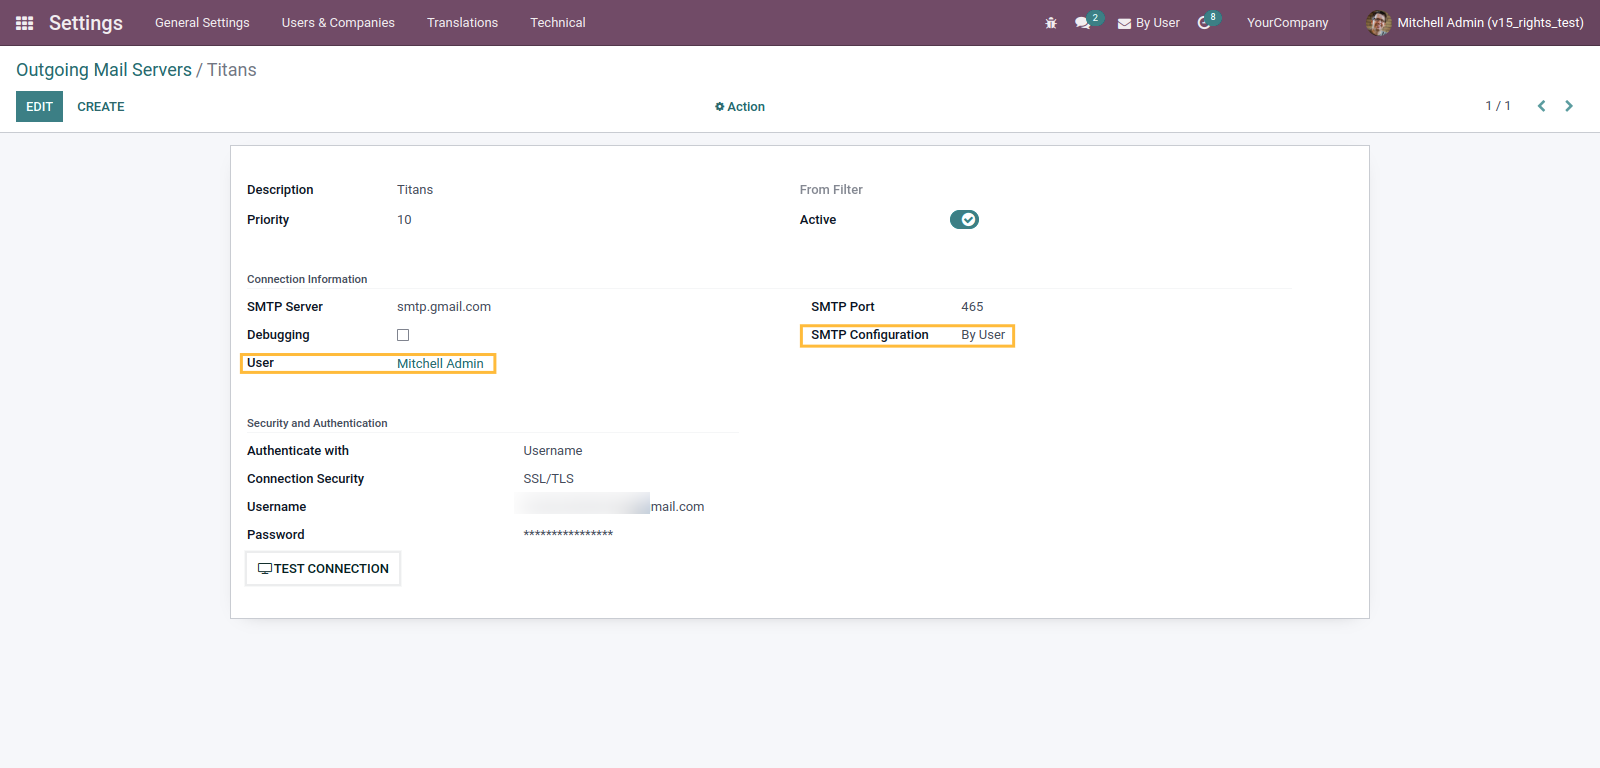 Settings General Settings Users & Companies Translations Technical 2 By User 8 YourCompany Mitchell Admin (v15_rights_test)
Outgoing Mail Servers / Titans
EDIT CREATE Action 1 / 1
Description Titans From Filter
Priority 10 Active
Connection Information
SMTP Server smtp.gmail.com SMTP Port 465
Debugging SMTP Configuration By User
User Mitchell Admin
Security and Authentication
Authenticate with Username
Connection Security SSL/TLS
Username mail.com
Password ****************
TEST CONNECTION